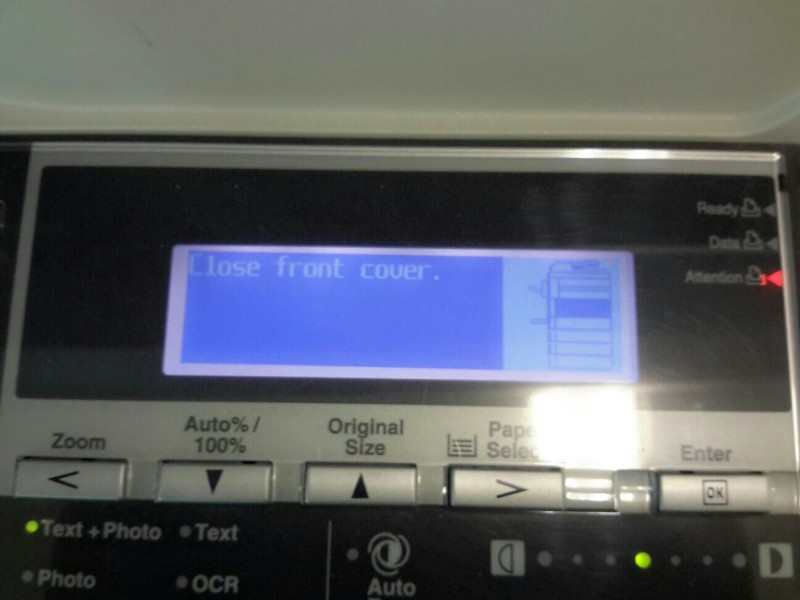 Ready
Data
Close front cover.
Attention
Zoom
Auto% /
100%
Original
Size
Enter
OK
Text + Photo
Text
Photo
OCR
Auto